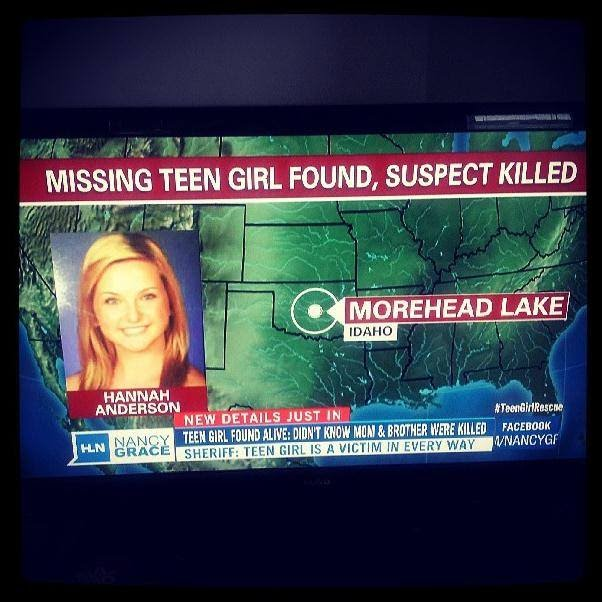 MISSING TEEN GIRL FOUND, SUSPECT KILLED
MOREHEAD LAKE
IDAHO
HANNAH
ANDERSON
#TeenGirlRescue
NEW DETAILS JUST IN
HLN
NANCY
GRACE
TEEN GIRL FOUND ALIVE: DIDN'T KNOW MOM & BROTHER WERE KILLED
SHERIFF: TEEN GIRL IS A VICTIM IN EVERY WAY
FACEBOOK
/NANCYGR